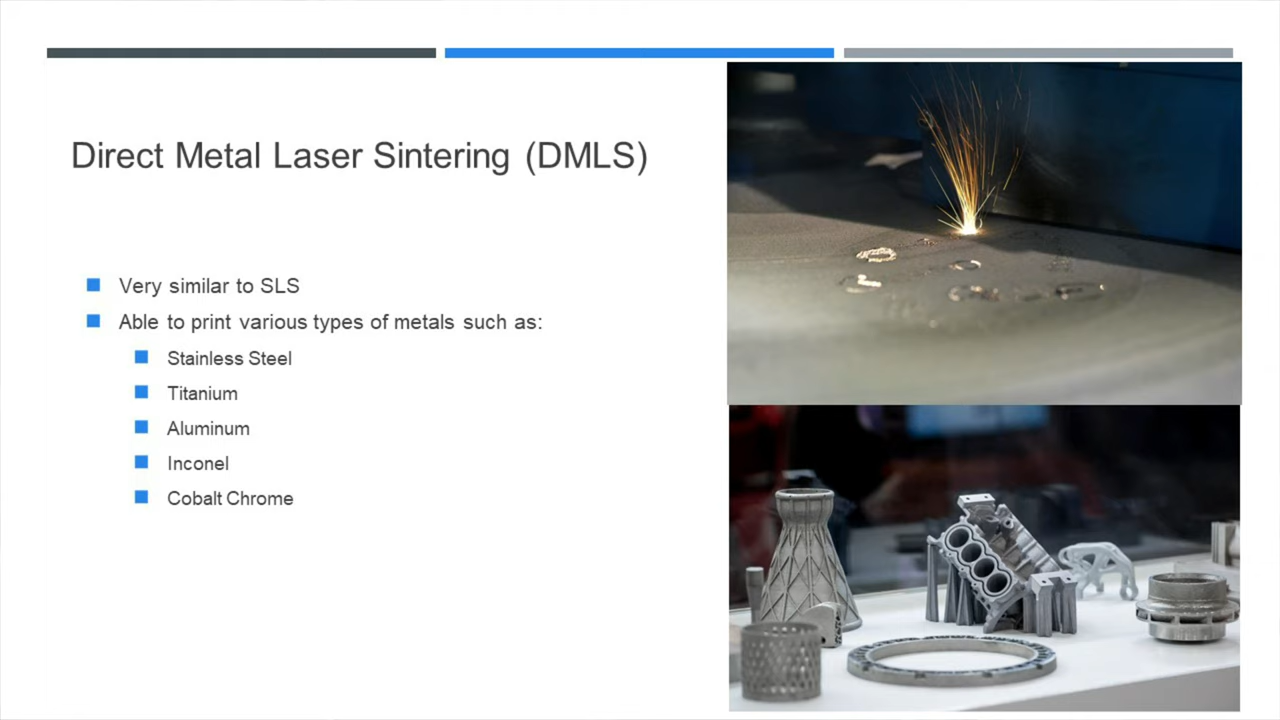 Direct Metal Laser Sintering (DMLS)
Very similar to SLS
Able to print various types of metals such as:
Stainless Steel
Titanium
Aluminum
Inconel
Cobalt Chrome